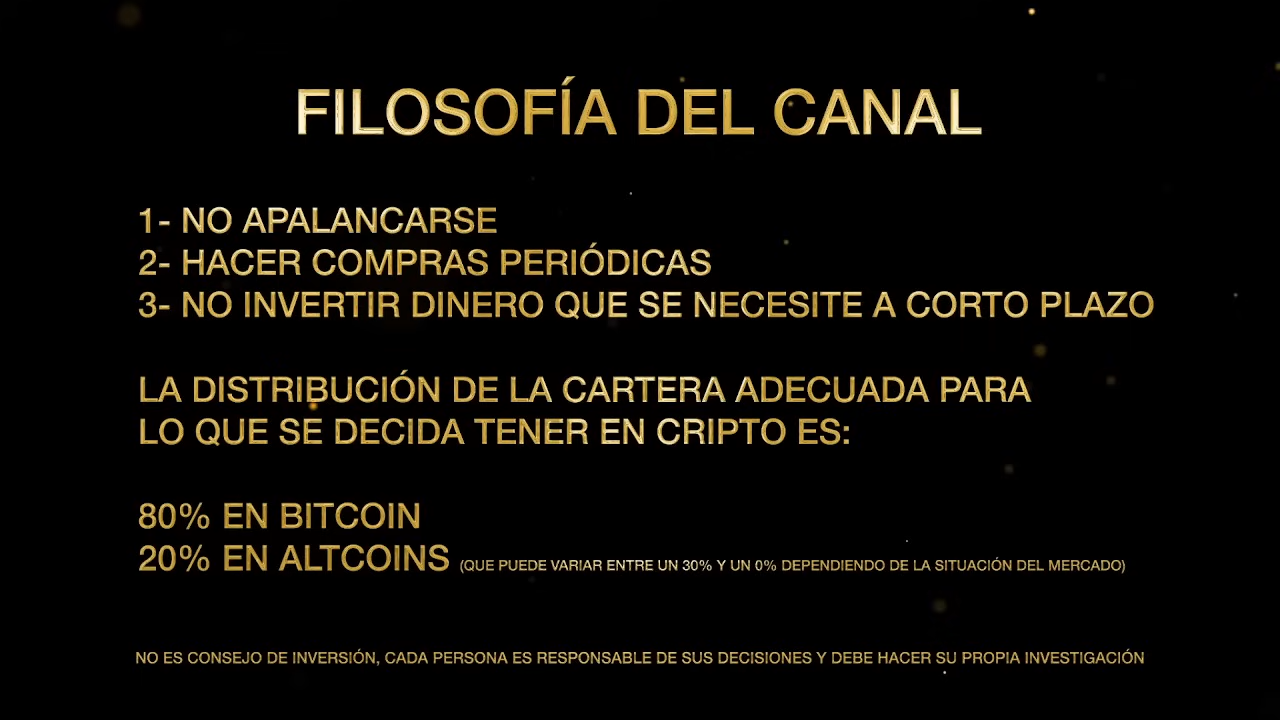 FILOSOFÍA DEL CANAL
1- NO APALANCARSE
2- HACER COMPRAS PERIÓDICAS
3- NO INVERTIR DINERO QUE SE NECESITE A CORTO PLAZO
LA DISTRIBUCIÓN DE LA CARTERA ADECUADA PARA
LO QUE SE DECIDA TENER EN CRIPTO ES:
80% EN BITCOIN
20% EN ALTCOINS (QUE PUEDE VARIAR ENTRE UN 30% Y UN 0% DEPENDIENDO DE LA SITUACIÓN DEL MERCADO)
NO ES CONSEJO DE INVERSIÓN, CADA PERSONA ES RESPONSABLE DE SUS DECISIONES Y DEBE HACER SU PROPIA INVESTIGACIÓN